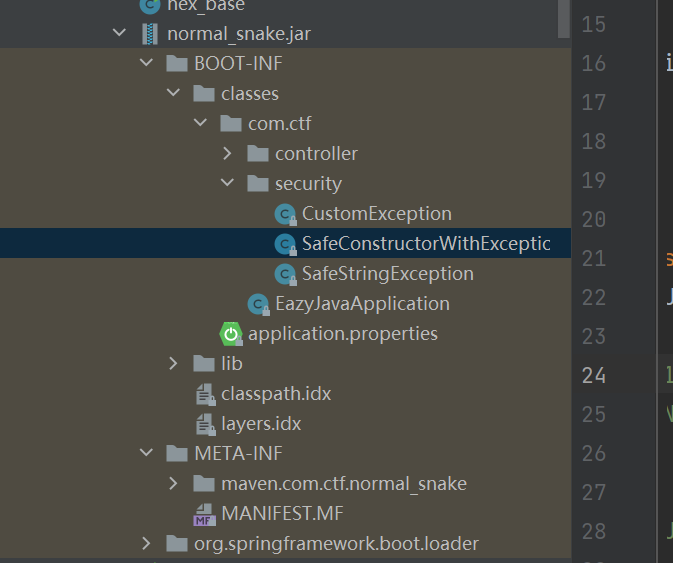 hex_base
normal_snake.jar
BOOT-INF
classes
com.ctf
controller
security
CustomException
SafeConstructorWithExceptic
SafeStringException
EazyJavaApplication
application.properties
lib
classpath.idx
layers.idx
META-INF
maven.com.ctf.normal_snake
MANIFEST.MF
org.springframework.boot.loader
15
16
17
18
19
20
21
22
23
24
25
26
27
28